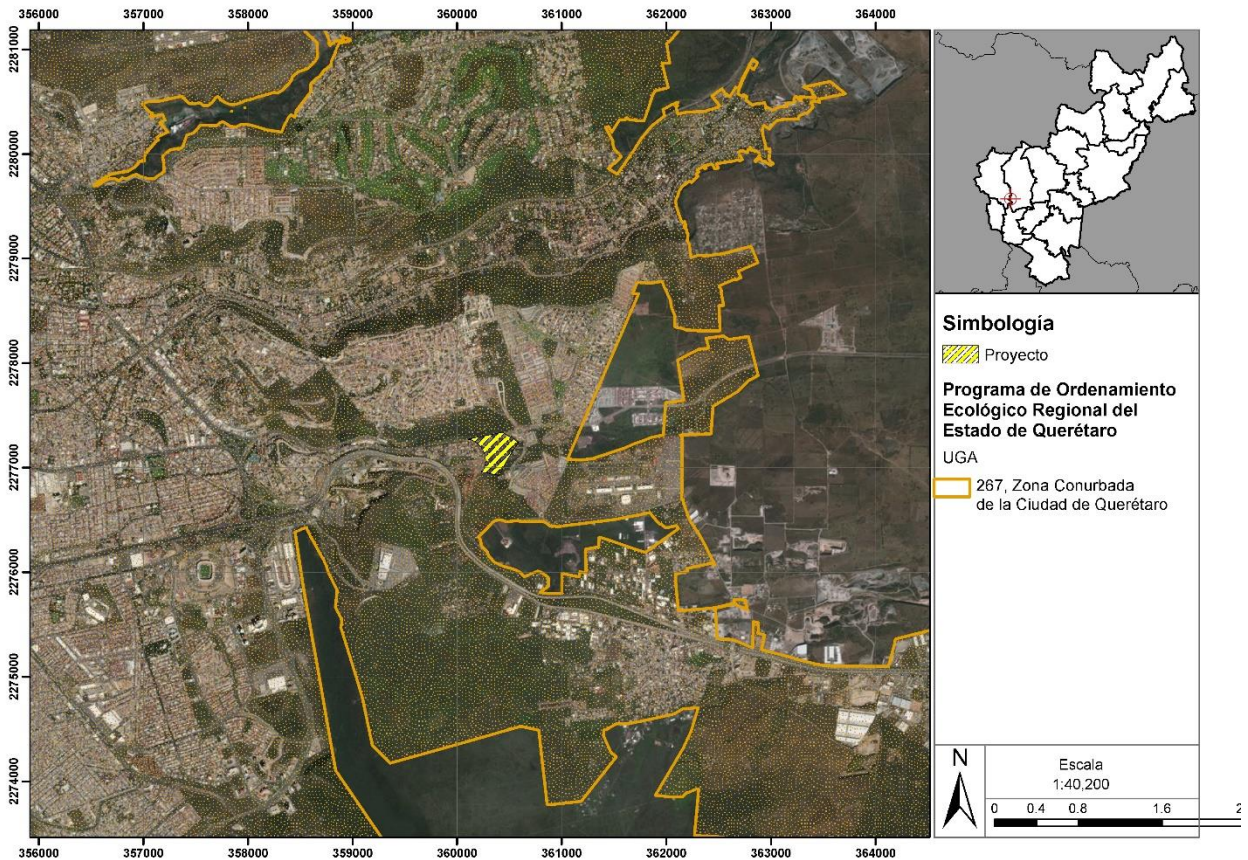 356000 357000 358000 359000 360000 361000 362000 363000 364000
2281000
2280000
2279000
2278000
2277000
2276000
2275000
2274000
356000 357000 358000 359000 360000 361000 362000 363000 364000
Simbología
Proyecto
Programa de Ordenamiento
Ecológico Regional del
Estado de Querétaro
UGA
267, Zona Conurbada
de la Ciudad de Querétaro
N
Escala
1:40,200
0 0.4 0.8 1.6 2